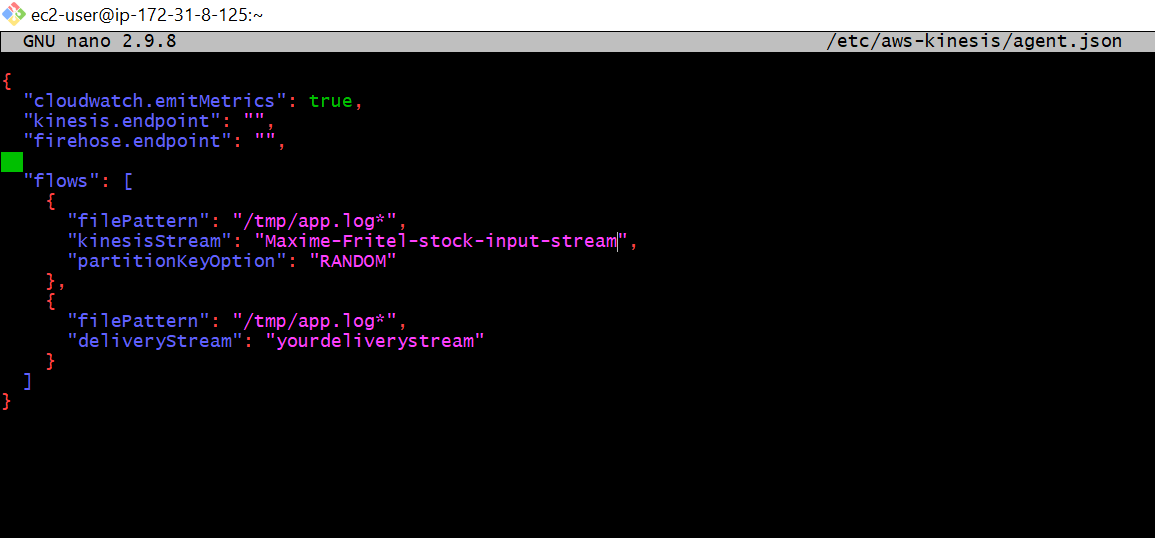 ec2-user@ip-172-31-8-125:~
GNU nano 2.9.8 /etc/aws-kinesis/agent.json
{
"cloudwatch.emitMetrics": true,
"kinesis.endpoint": "",
"firehose.endpoint": "",
"flows": [
{
"filePattern": "/tmp/app.log*",
"kinesisStream": "Maxime-Fritel-stock-input-stream",
"partitionKeyOption": "RANDOM"
},
{
"filePattern": "/tmp/app.log*",
"deliveryStream": "yourdeliverystream"
}
]
}